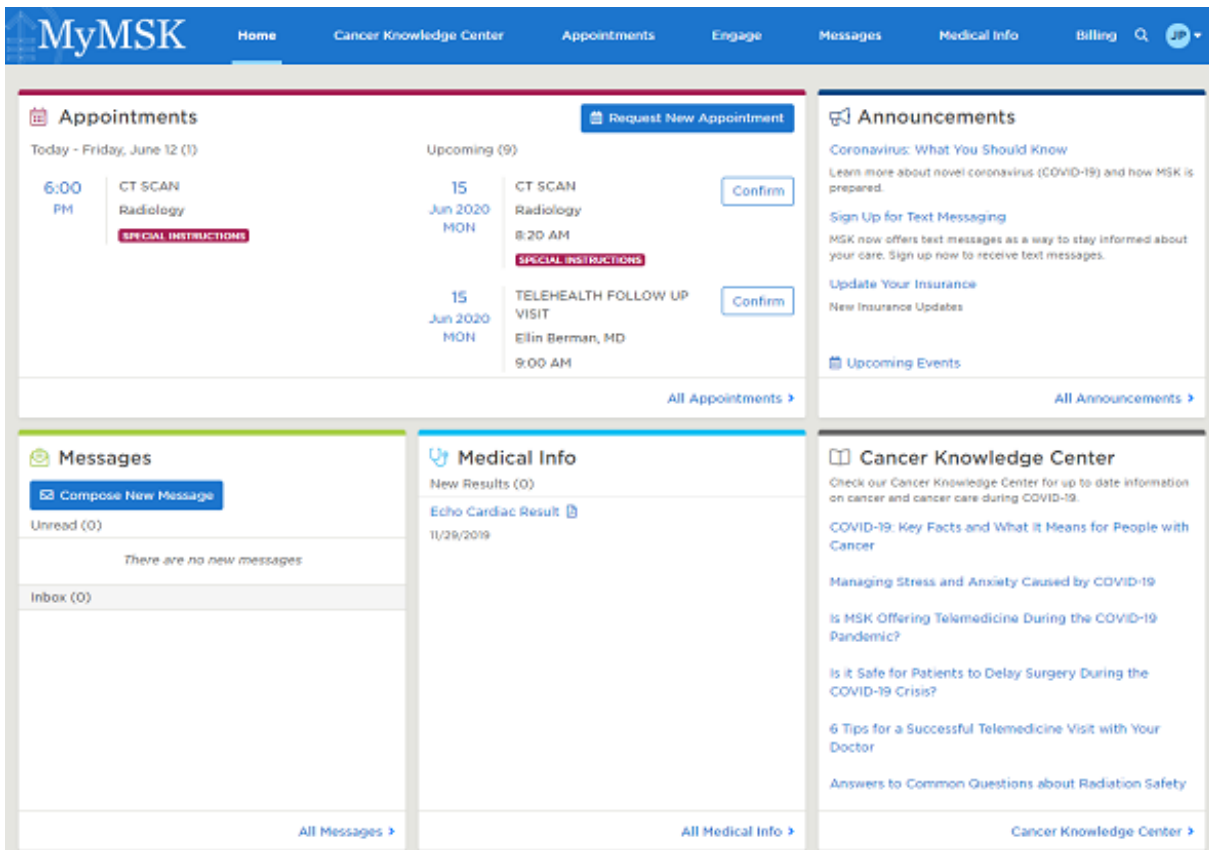 MyMSK
Home
Cancer Knowledge Center
Appointments
Engage
Messages
Medical Info
Billing
JP
Appointments
Request New Appointment
Today - Friday, June 12 (1)
6:00
PM
CT SCAN
Radiology
SPECIAL INSTRUCTIONS
Upcoming (9)
15
Jun 2020
MON
CT SCAN
Radiology
8:20 AM
SPECIAL INSTRUCTIONS
Confirm
15
Jun 2020
MON
TELEHEALTH FOLLOW UP
VISIT
Ellin Berman, MD
9:00 AM
Confirm
All Appointments >
Announcements
Coronavirus: What You Should Know
Learn more about novel coronavirus (COVID-19) and how MSK is
prepared.
Sign Up for Text Messaging
MSK now offers text messages as a way to stay informed about
your care. Sign up now to receive text messages.
Update Your Insurance
New Insurance Updates
Upcoming Events
All Announcements >
Messages
Compose New Message
Unread (0)
There are no new messages
Inbox (0)
All Messages >
Medical Info
New Results (0)
Echo Cardiac Result
11/29/2019
All Medical Info >
Cancer Knowledge Center
Check our Cancer Knowledge Center for up to date information
on cancer and cancer care during COVID-19.
COVID-19: Key Facts and What It Means for People with
Cancer
Managing Stress and Anxiety Caused by COVID-19
Is MSK Offering Telemedicine During the COVID-19
Pandemic?
Is it Safe for Patients to Delay Surgery During the
COVID-19 Crisis?
6 Tips for a Successful Telemedicine Visit with Your
Doctor
Answers to Common Questions about Radiation Safety
Cancer Knowledge Center >